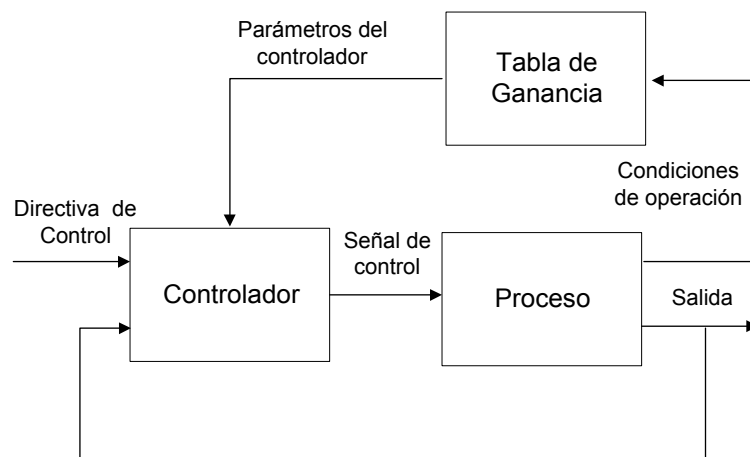 Parámetros del
controlador
Tabla de
Ganancia
Condiciones
de operación
Directiva de
Control
Controlador
Señal de
control
Proceso
Salida